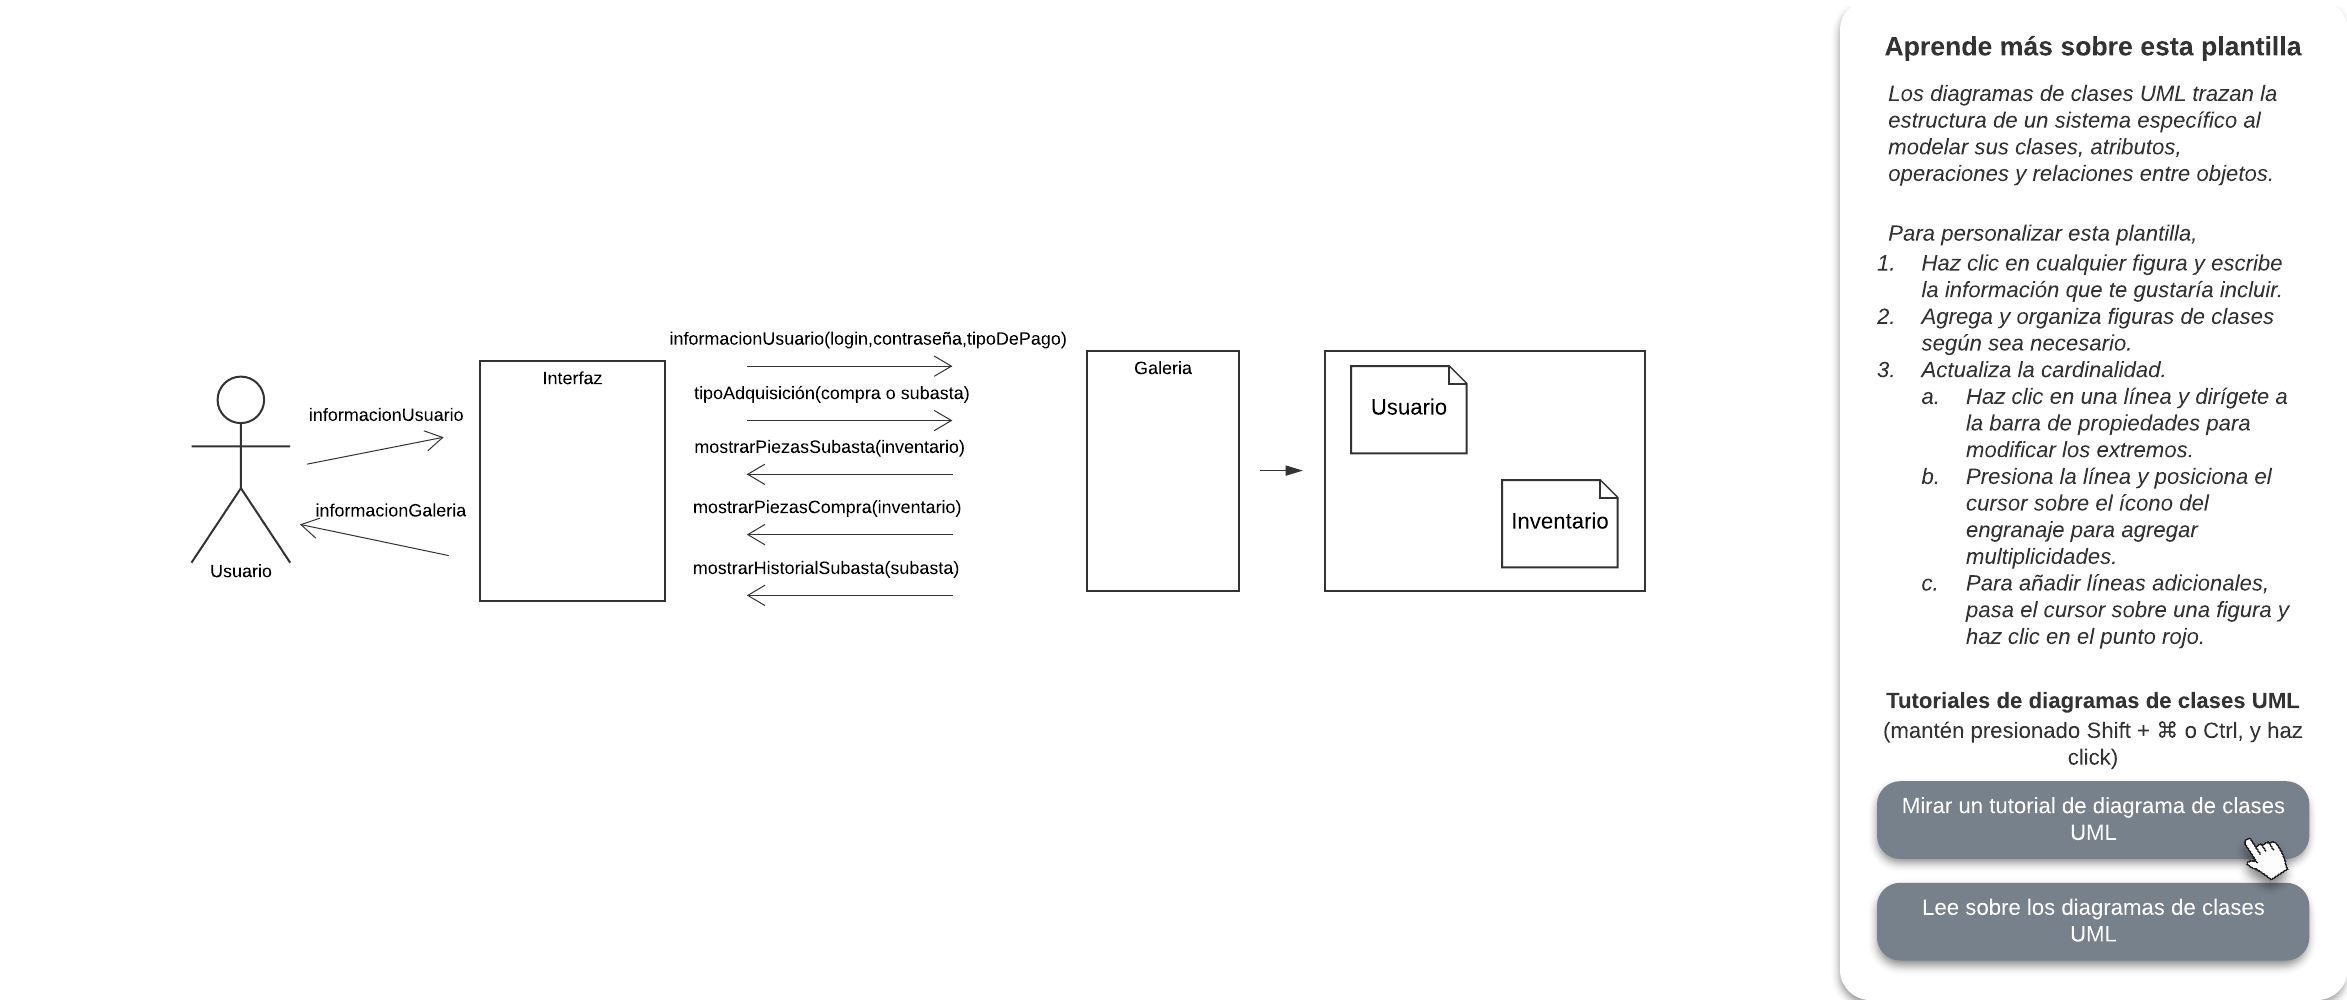 informacionUsuario
informacionGaleria
Usuario
Interfaz
informacionUsuario(login,contraseña,tipoDePago)
tipoAdquisición(compra o subasta)
mostrarPiezasSubasta(inventario)
mostrarPiezasCompra(inventario)
mostrarHistorialSubasta(subasta)
Galeria
Usuario
Inventario
Aprende más sobre esta plantilla
Los diagramas de clases UML trazan la
estructura de un sistema específico al
modelar sus clases, atributos,
operaciones y relaciones entre objetos.
Para personalizar esta plantilla,
1. Haz clic en cualquier figura y escribe
la información que te gustaría incluir.
2. Agrega y organiza figuras de clases
según sea necesario.
3. Actualiza la cardinalidad.
a. Haz clic en una línea y dirígete a
la barra de propiedades para
modificar los extremos.
b. Presiona la línea y posiciona el
cursor sobre el ícono del
engranaje para agregar
multiplicidades.
c. Para añadir líneas adicionales,
pasa el cursor sobre una figura y
haz clic en el punto rojo.
Tutoriales de diagramas de clases UML
(mantén presionado Shift + ⌘ o Ctrl, y haz
click)
Mirar un tutorial de diagrama de clases
UML
Lee sobre los diagramas de clases
UML